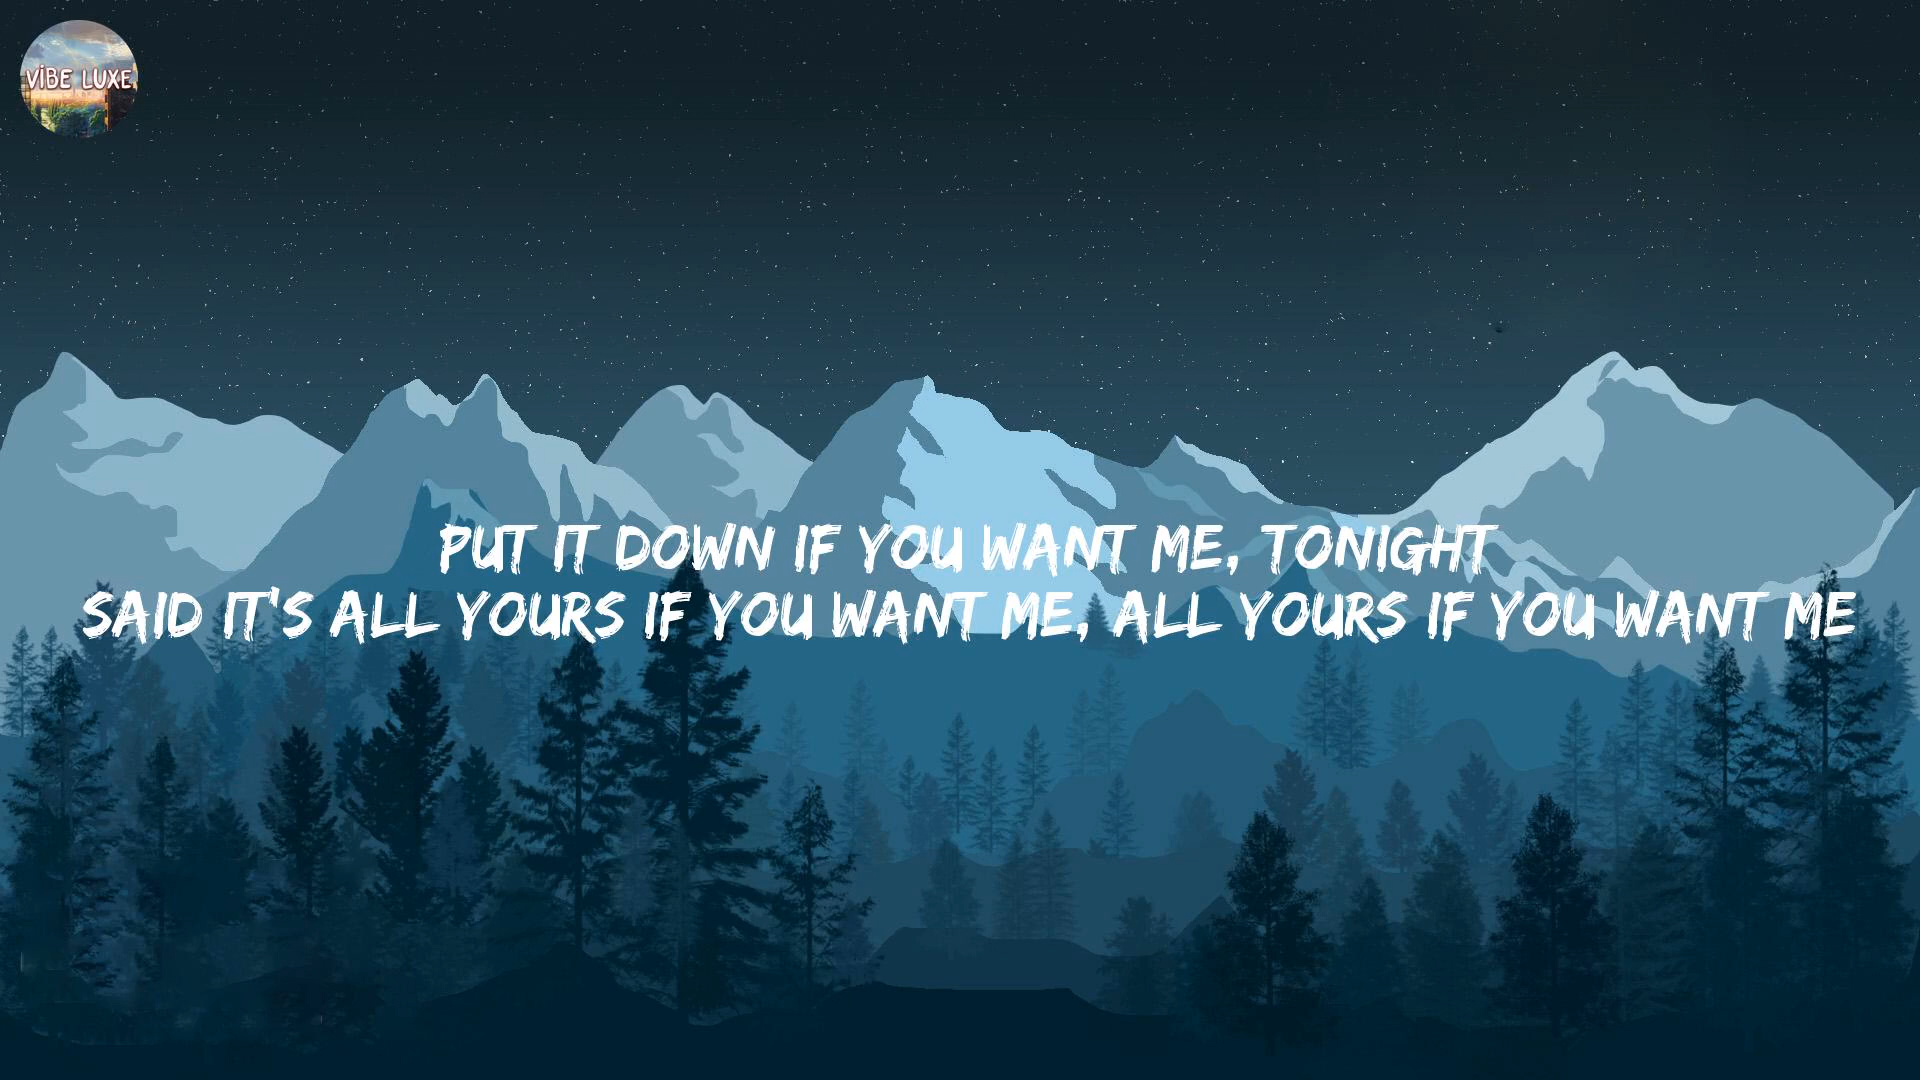 ViBE LUXE
PUT IT DOWN IF YOU WANT ME, TONIGHT
SAID IT'S ALL YOURS IF YOU WANT ME, ALL YOURS IF YOU WANT ME